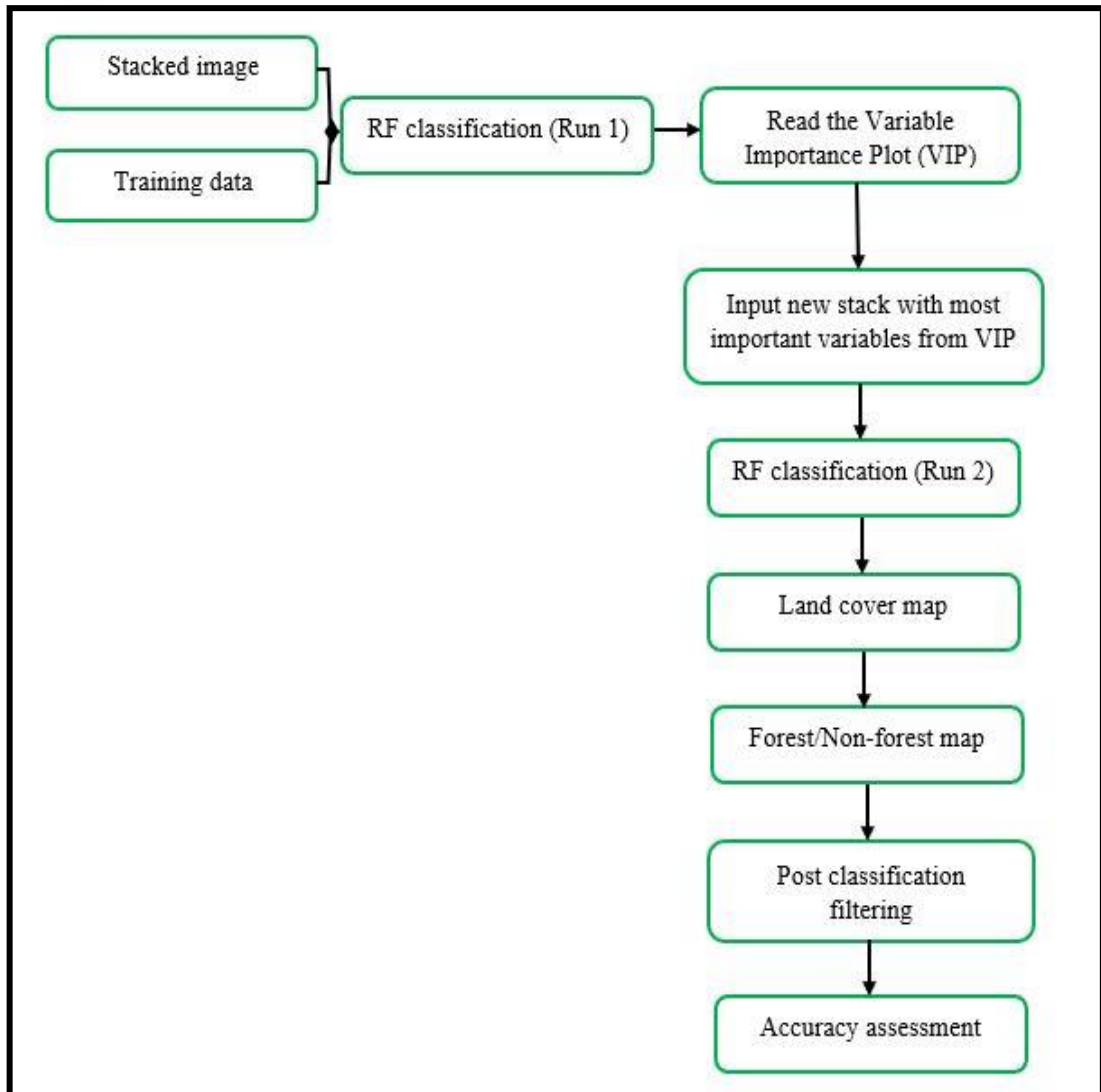 Stacked image
Training data
RF classification (Run 1)
Read the Variable
Importance Plot (VIP)
Input new stack with most
important variables from VIP
RF classification (Run 2)
Land cover map
Forest/Non-forest map
Post classification
filtering
Accuracy assessment